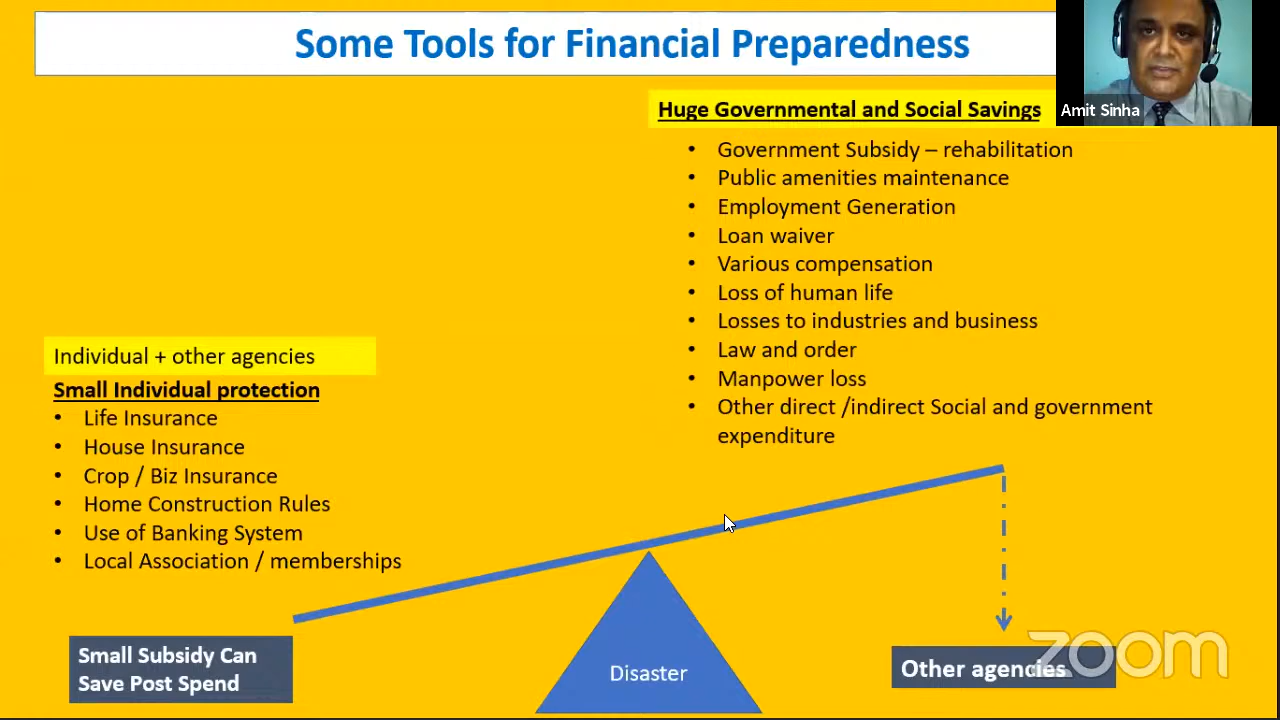 Some Tools for Financial Preparedness
Amit Sinha
Huge Governmental and Social Savings
• Government Subsidy – rehabilitation
• Public amenities maintenance
• Employment Generation
• Loan waiver
• Various compensation
• Loss of human life
• Losses to industries and business
• Law and order
• Manpower loss
• Other direct /indirect Social and government
expenditure
Individual + other agencies
Small Individual protection
• Life Insurance
• House Insurance
• Crop / Biz Insurance
• Home Construction Rules
• Use of Banking System
• Local Association / memberships
Small Subsidy Can
Save Post Spend
Disaster
Other agencies
zoom